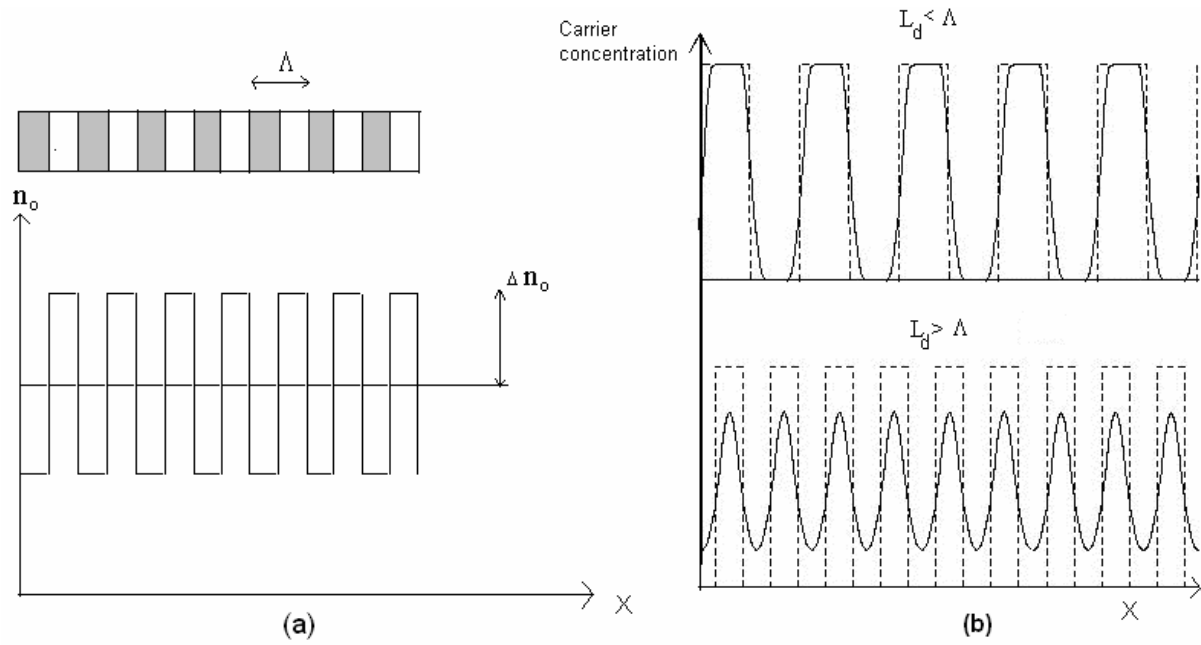 Λ
n₀
Δ n₀
X
(a)
Carrier
concentration
L_d < Λ
L_d > Λ
X
(b)